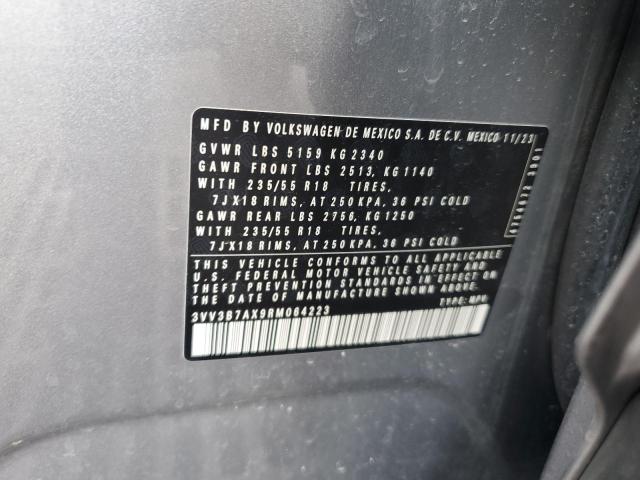 MFD BY VOLKSWAGEN DE MEXICO S.A. DE C.V. MEXICO 11/23
GVWR LBS 5159 KG 2340
GAWR FRONT LBS 2513, KG 1140
WITH 235/55 R18 TIRES,
7JX18 RIMS, AT 250 KPA, 36 PSI COLD
GAWR REAR LBS 2756, KG 1250
WITH 235/55 R18 TIRES,
7JX18 RIMS, AT 250 KPA, 36 PSI COLD
THIS VEHICLE CONFORMS TO ALL APPLICABLE
U.S. FEDERAL MOTOR VEHICLE SAFETY AND
THEFT PREVENTION STANDARDS IN EFFECT ON
THE DATE OF MANUFACTURE SHOWN ABOVE.
3VV3B7AX9RM064223 TYPE: MPV